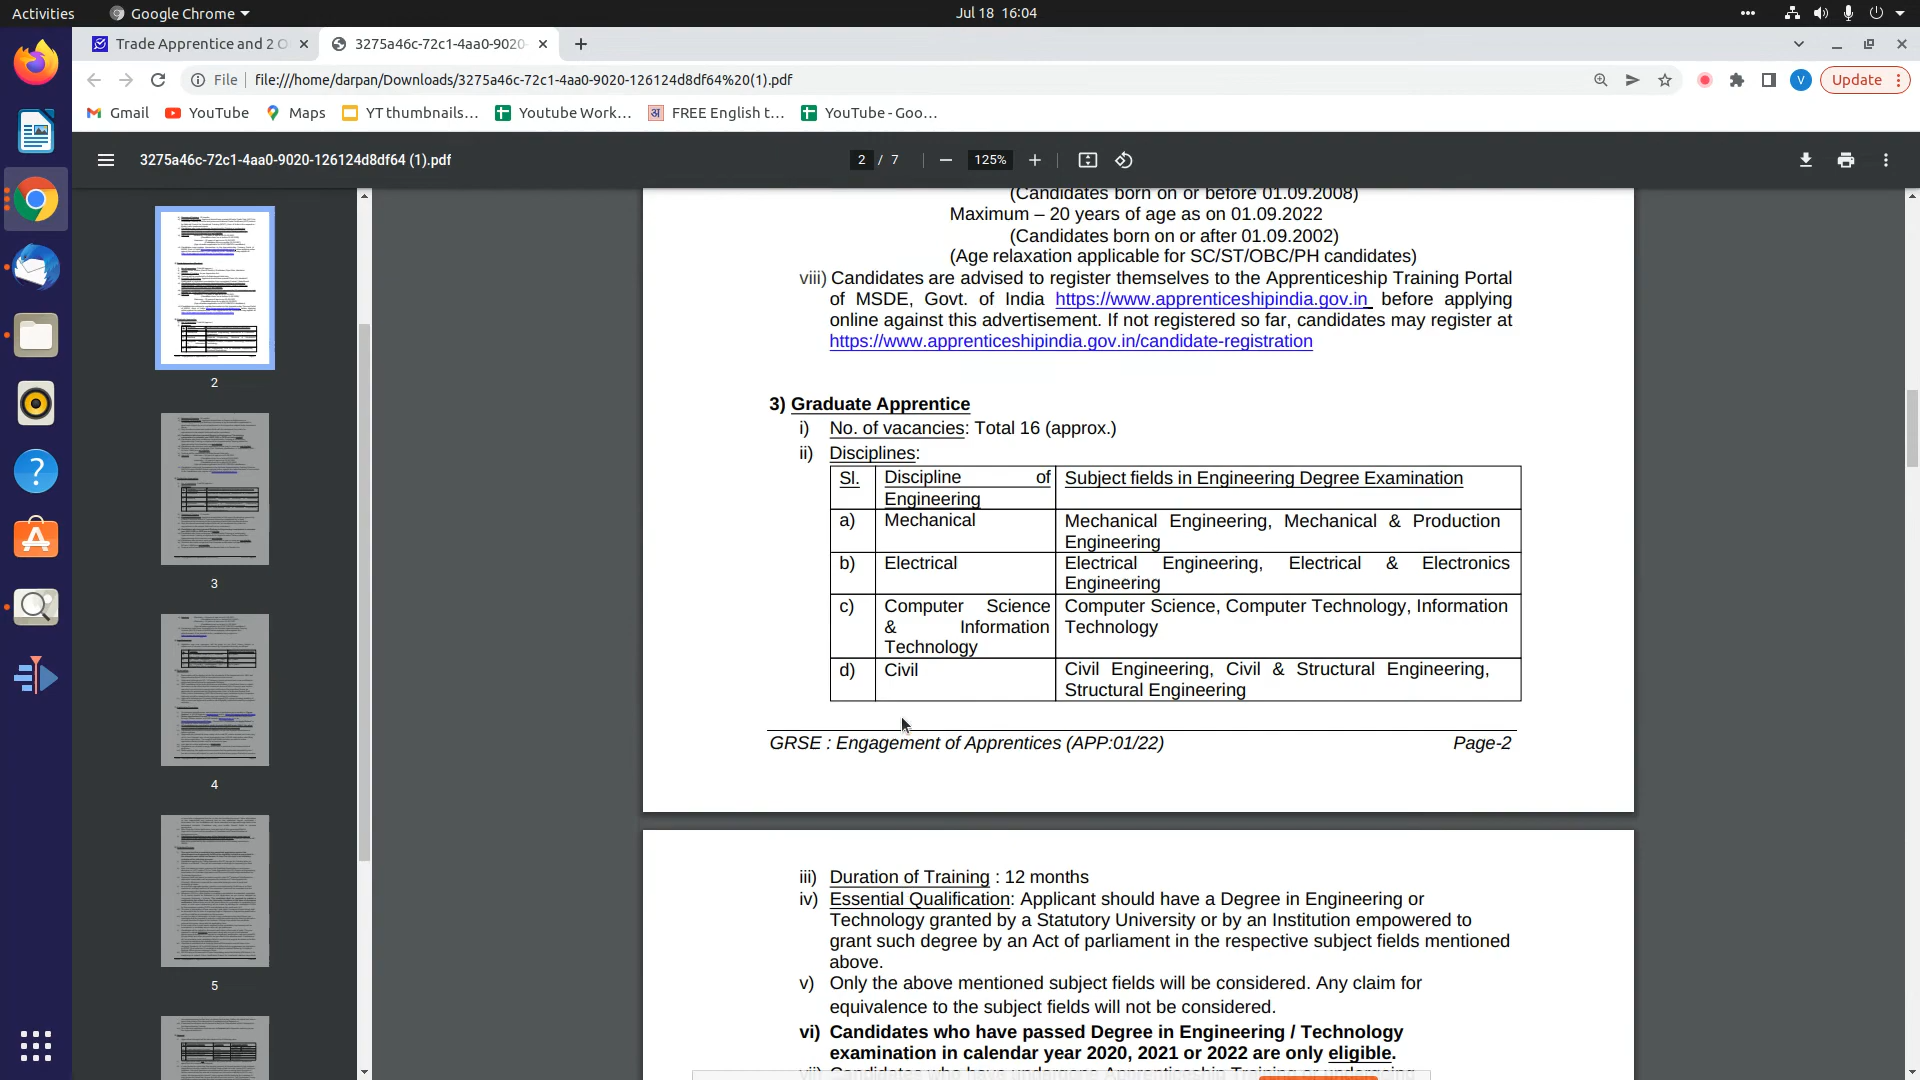 Activities
Google Chrome
Jul 18 16:04
Trade Apprentice and 2 O
3275a46c-72c1-4aa0-9020-
File
file:///home/darpan/Downloads/3275a46c-72c1-4aa0-9020-126124d8df64%20(1).pdf
V
Update
Gmail
YouTube
Maps
YT thumbnails...
Youtube Work...
FREE English t...
YouTube - Goo...
3275a46c-72c1-4aa0-9020-126124d8df64 (1).pdf
2 / 7
125%
2
3
4
5
(Candidates born on or before 01.09.2008)
Maximum – 20 years of age as on 01.09.2022
(Candidates born on or after 01.09.2002)
(Age relaxation applicable for SC/ST/OBC/PH candidates)
viii) Candidates are advised to register themselves to the Apprenticeship Training Portal
of MSDE, Govt. of India https://www.apprenticeshipindia.gov.in before applying
online against this advertisement. If not registered so far, candidates may register at
https://www.apprenticeshipindia.gov.in/candidate-registration
3) Graduate Apprentice
i) No. of vacancies: Total 16 (approx.)
ii) Disciplines:
Sl. Discipline of Engineering Subject fields in Engineering Degree Examination
a) Mechanical Mechanical Engineering, Mechanical & Production
Engineering
b) Electrical Electrical Engineering, Electrical & Electronics
Engineering
c) Computer Science & Information Technology Computer Science, Computer Technology, Information
Technology
d) Civil Civil Engineering, Civil & Structural Engineering,
Structural Engineering
GRSE : Engagement of Apprentices (APP:01/22) Page-2
iii) Duration of Training : 12 months
iv) Essential Qualification: Applicant should have a Degree in Engineering or
Technology granted by a Statutory University or by an Institution empowered to
grant such degree by an Act of parliament in the respective subject fields mentioned
above.
v) Only the above mentioned subject fields will be considered. Any claim for
equivalence to the subject fields will not be considered.
vi) Candidates who have passed Degree in Engineering / Technology
examination in calendar year 2020, 2021 or 2022 are only eligible.
vii) Candidates who have undergone Apprenticeship Training or undergoing